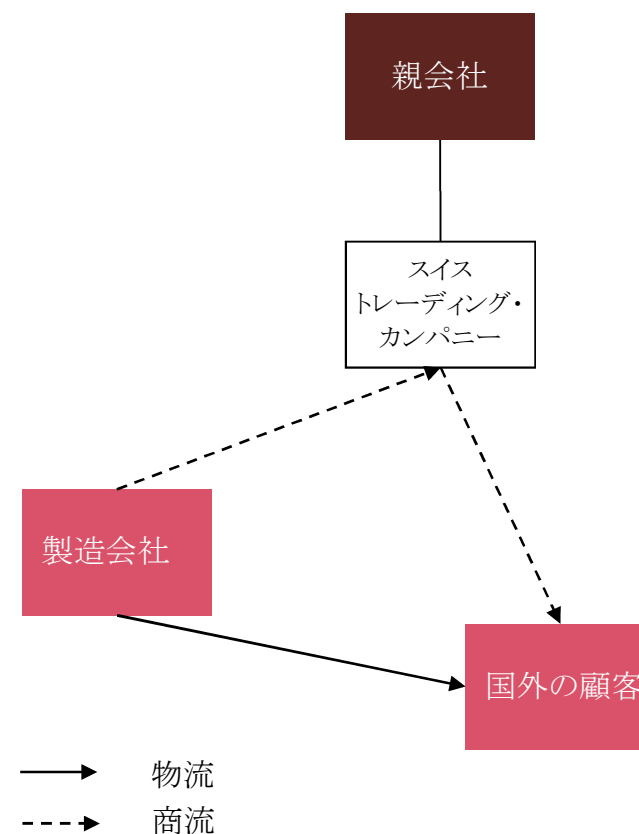 親会社
スイス
トレーディング・
カンパニー
製造会社
国外の顧客
物流
商流